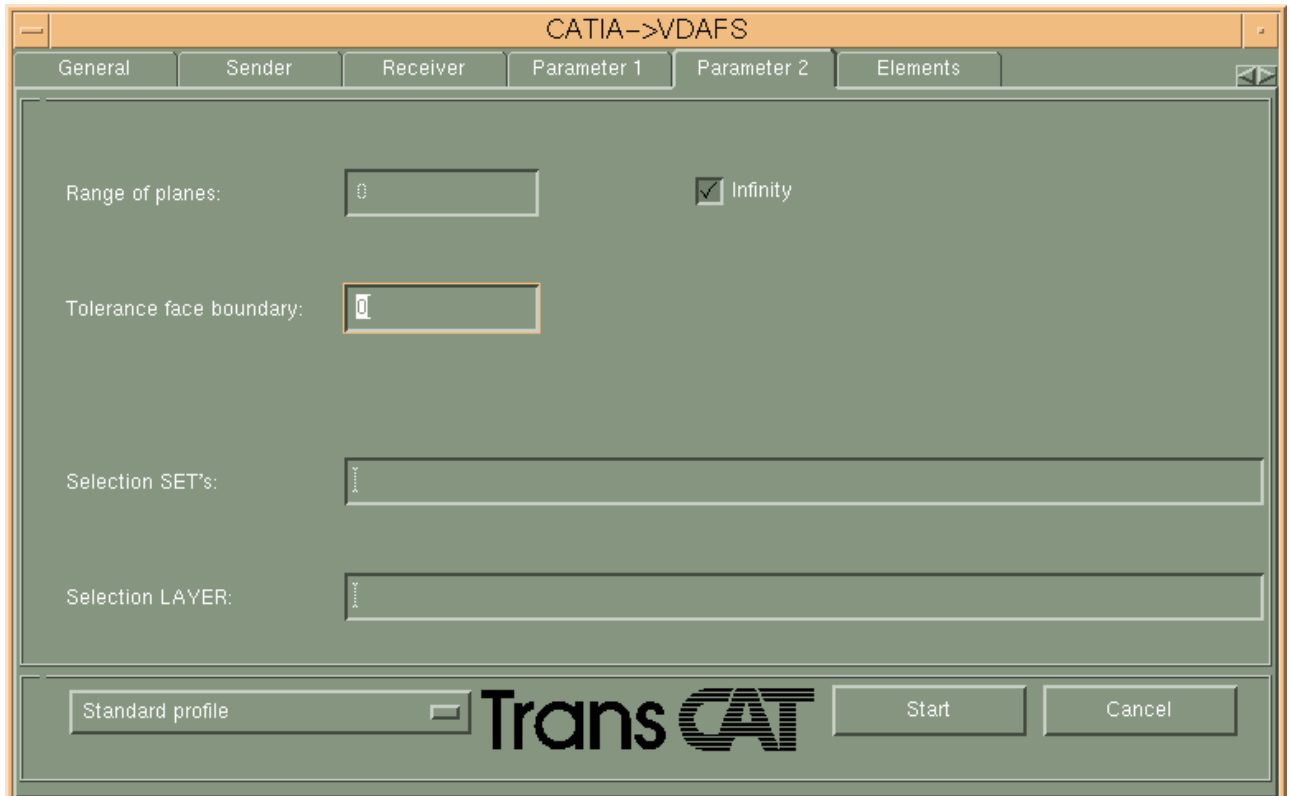 CATIA->VDAFS
General Sender Receiver Parameter 1 Parameter 2 Elements
Range of planes: 0 Infinity
Tolerance face boundary: 0
Selection SET's:
Selection LAYER:
Standard profile TransCAT Start Cancel